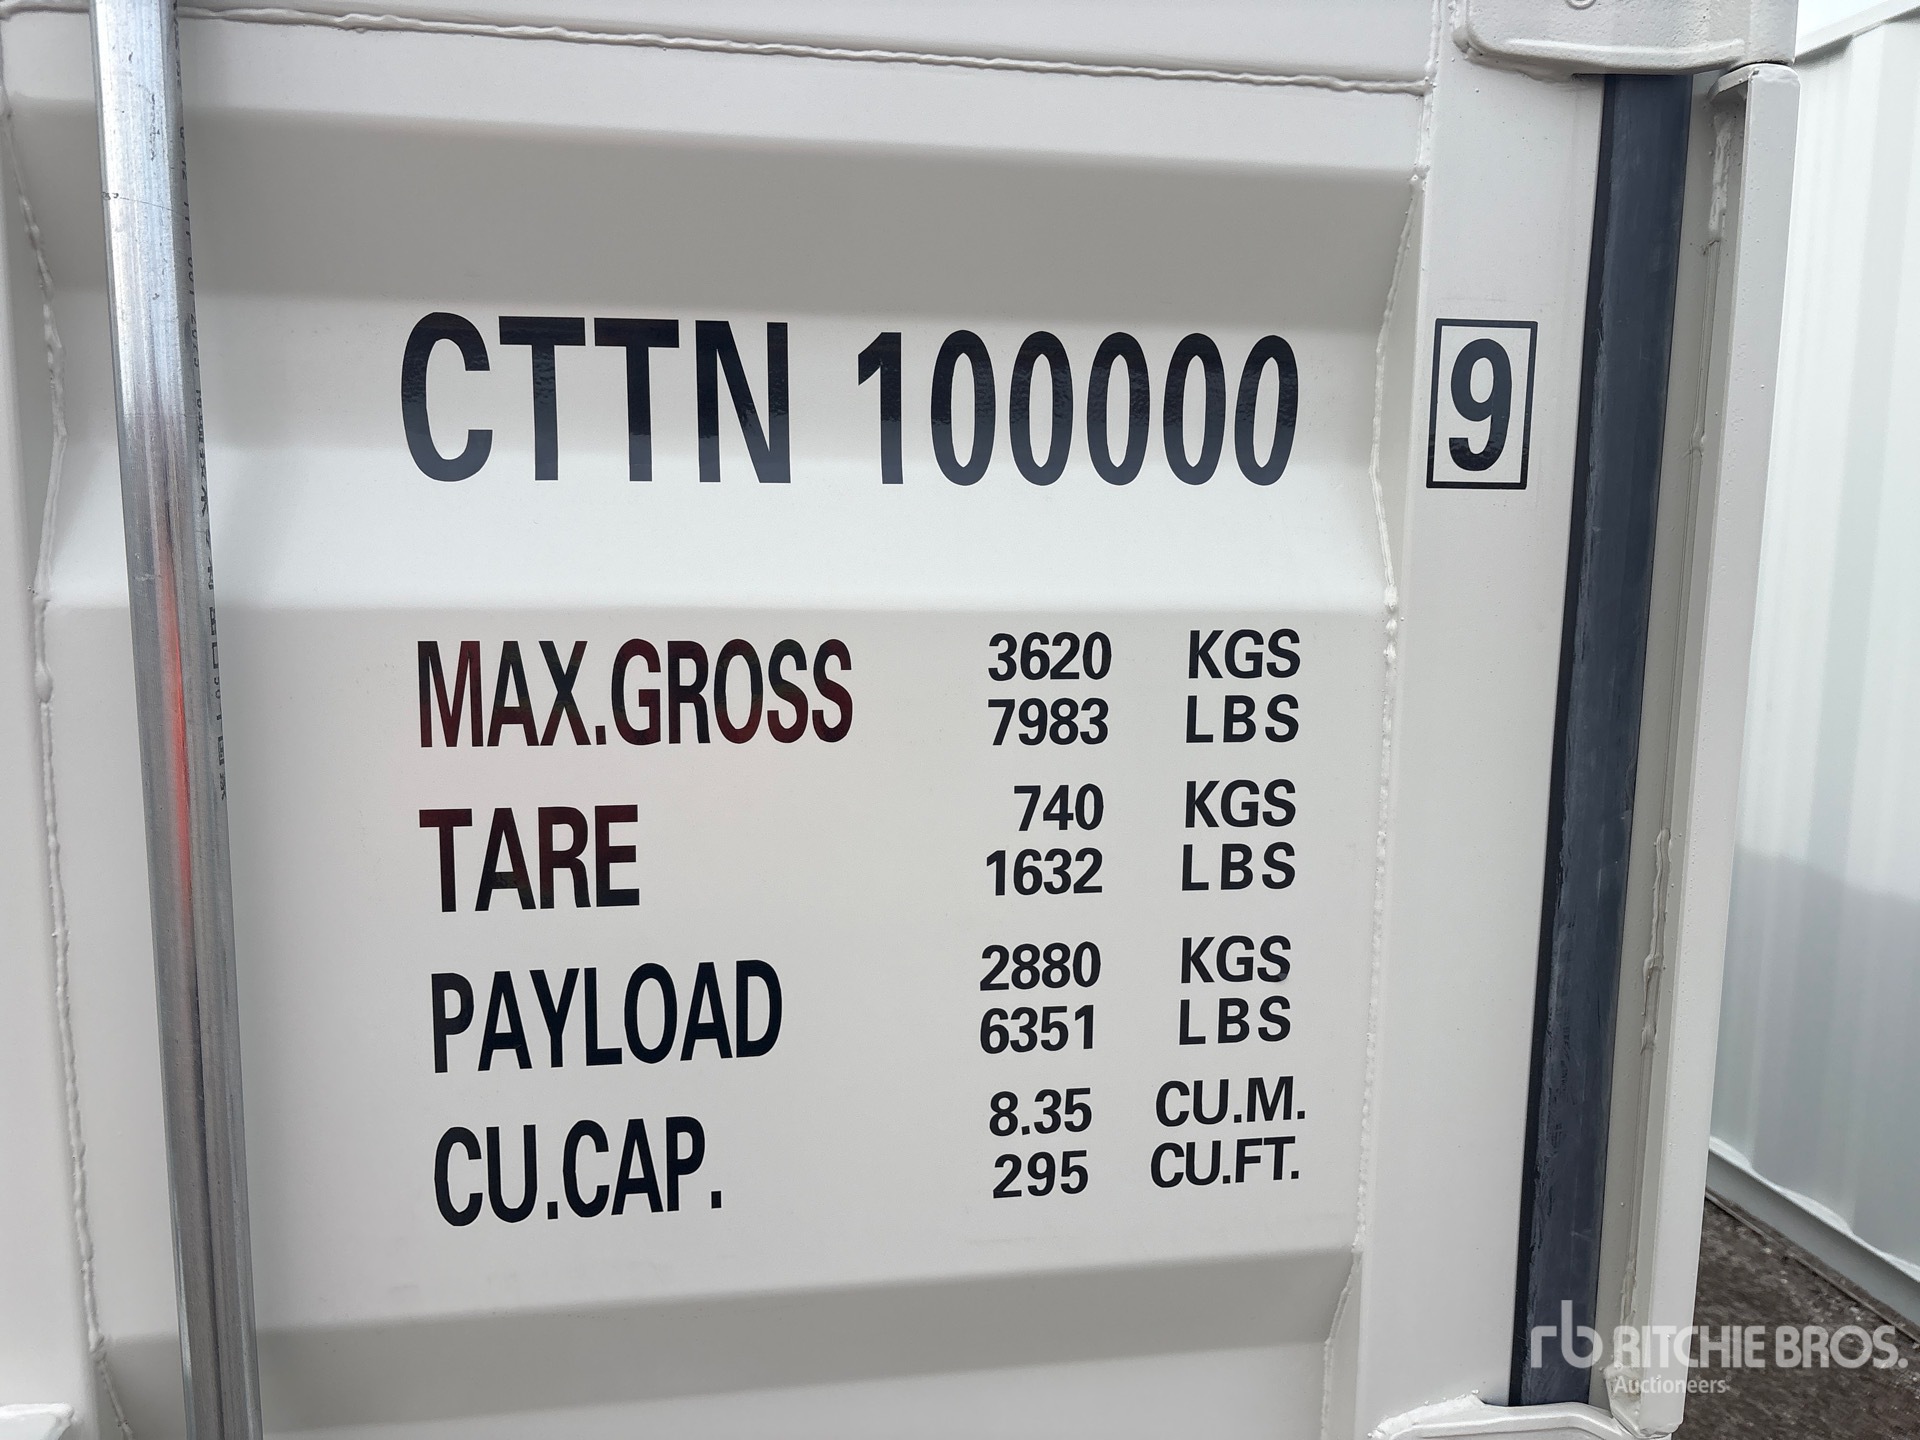 CTTN 100000 9
MAX.GROSS 3620 KGS
7983 LBS
TARE 740 KGS
1632 LBS
PAYLOAD 2880 KGS
6351 LBS
CU.CAP. 8.35 CU.M.
295 CU.FT.
rb RITCHIE BROS.
Auctioneers